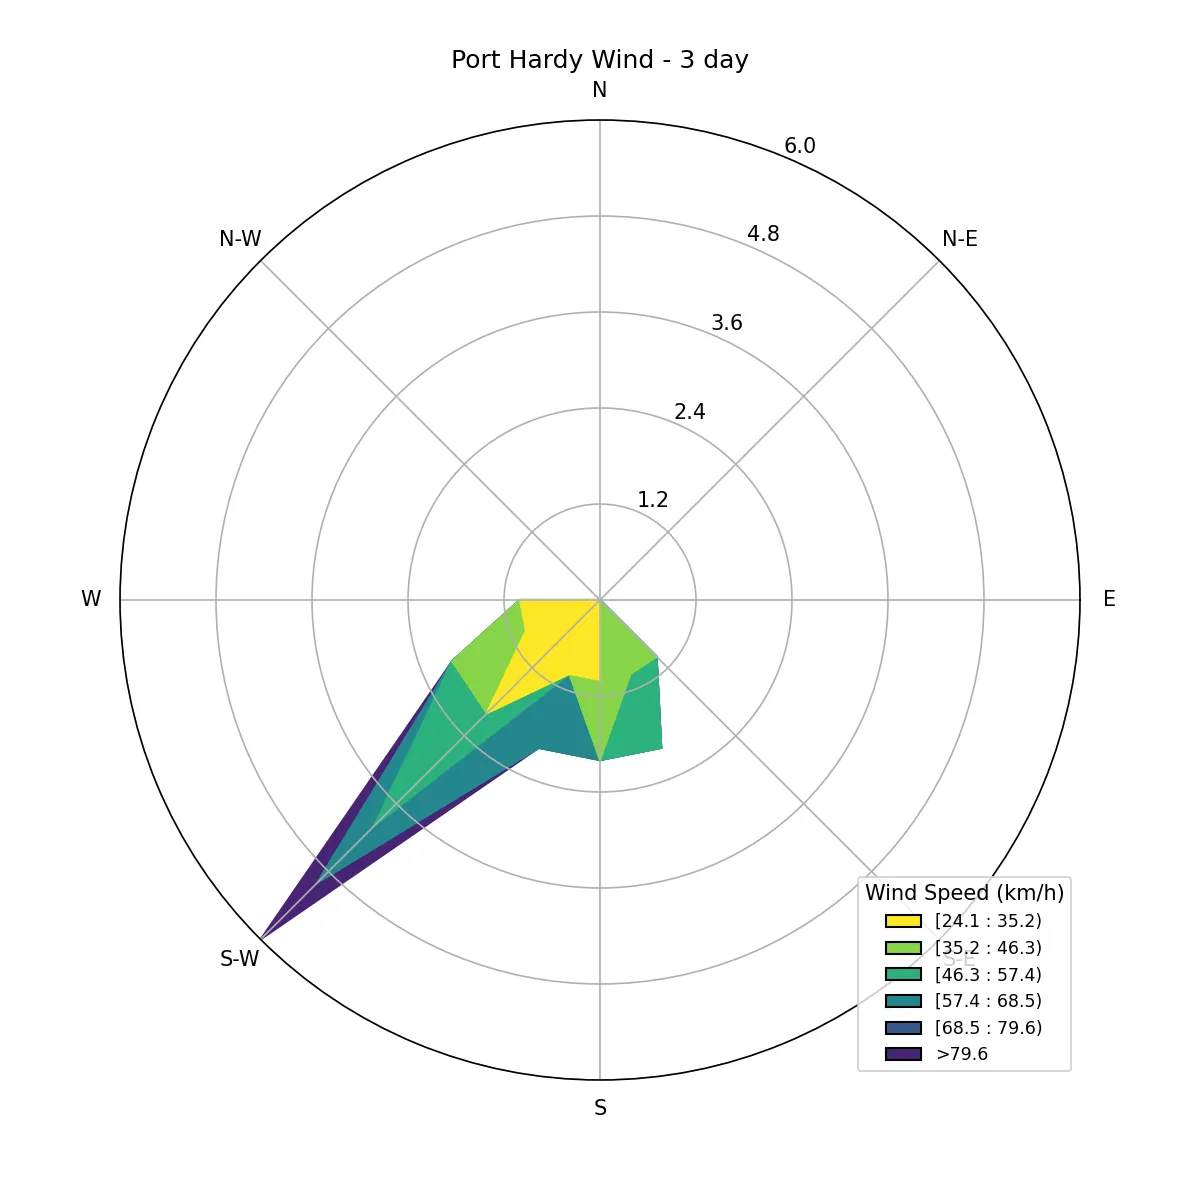 Port Hardy Wind - 3 day
N
6.0
N-W
N-E
4.8
3.6
2.4
1.2
W
E
S-W
S-E
Wind Speed (km/h)
[24.1 : 35.2)
[35.2 : 46.3)
[46.3 : 57.4)
[57.4 : 68.5)
[68.5 : 79.6)
>79.6
S